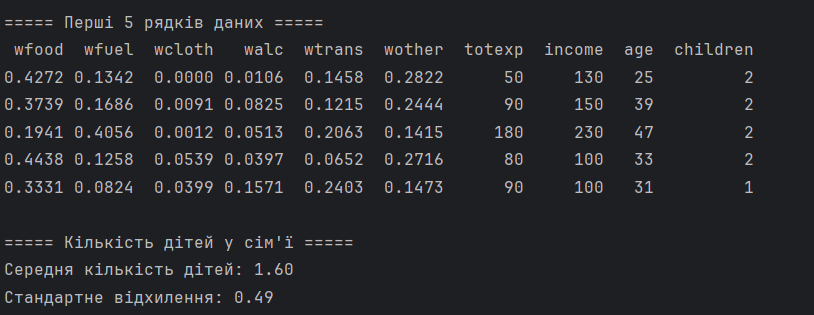 ===== Перші 5 рядків даних =====
wfood wfuel wcloth walc wtrans wother totexp income age children
0.4272 0.1342 0.0000 0.0106 0.1458 0.2822 50 130 25 2
0.3739 0.1686 0.0091 0.0825 0.1215 0.2444 90 150 39 2
0.1941 0.4056 0.0012 0.0513 0.2063 0.1415 180 230 47 2
0.4438 0.1258 0.0539 0.0397 0.0652 0.2716 80 100 33 2
0.3331 0.0824 0.0399 0.1571 0.2403 0.1473 90 100 31 1
===== Кількість дітей у сім'ї =====
Середня кількість дітей: 1.60
Стандартне відхилення: 0.49